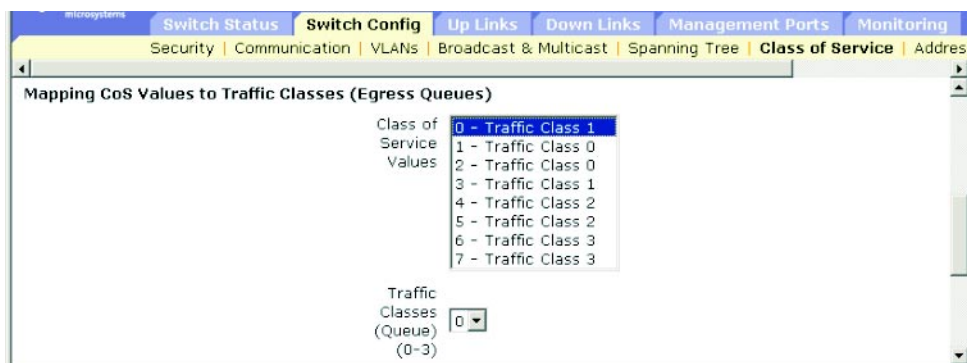 microsystems
Switch Status Switch Config Up Links Down Links Management Ports Monitoring
Security | Communication | VLANs | Broadcast & Multicast | Spanning Tree | Class of Service | Addres
Mapping CoS Values to Traffic Classes (Egress Queues)
Class of Service Values
0 - Traffic Class 1
1 - Traffic Class 0
2 - Traffic Class 0
3 - Traffic Class 1
4 - Traffic Class 2
5 - Traffic Class 2
6 - Traffic Class 3
7 - Traffic Class 3
Traffic
Classes
(Queue)
(0-3)
0